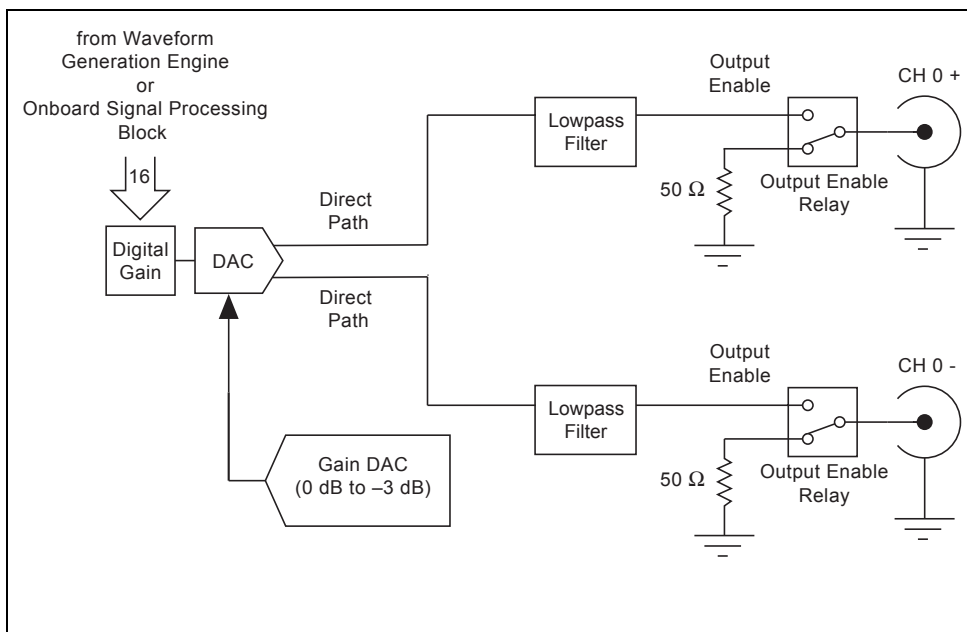 from Waveform
Generation Engine
or
Onboard Signal Processing
Block
16
Digital
Gain
DAC
Direct
Path
Direct
Path
Gain DAC
(0 dB to –3 dB)
Lowpass
Filter
Output
Enable
50 Ω
Output Enable
Relay
CH 0 +
Lowpass
Filter
Output
Enable
50 Ω
Output Enable
Relay
CH 0 -